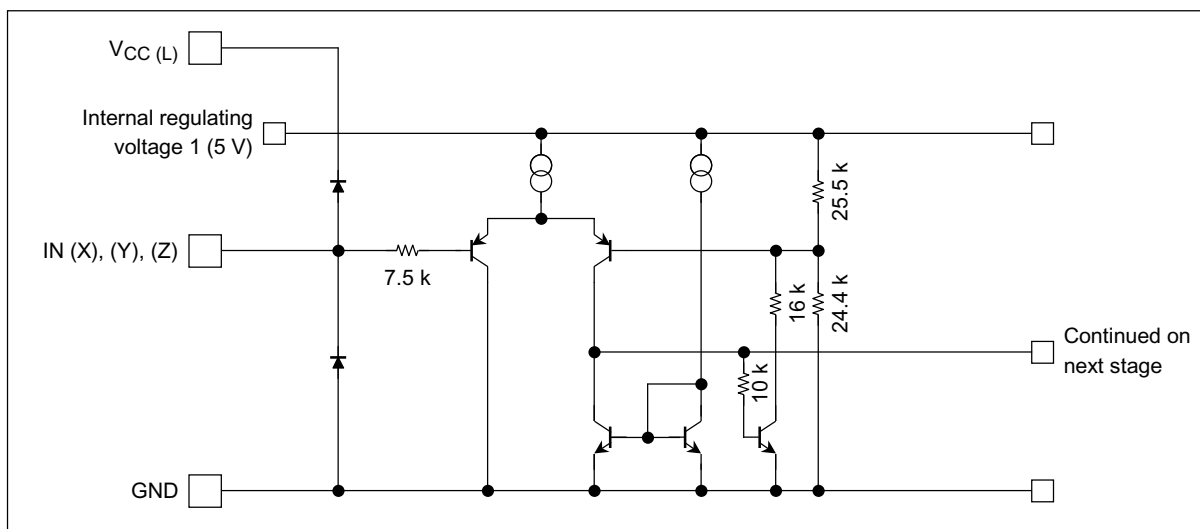 VCC (L)
Internal regulating
voltage 1 (5 V)
25.5 k
IN (X), (Y), (Z)
7.5 k
16 k
24.4 k
Continued on
next stage
10 k
GND